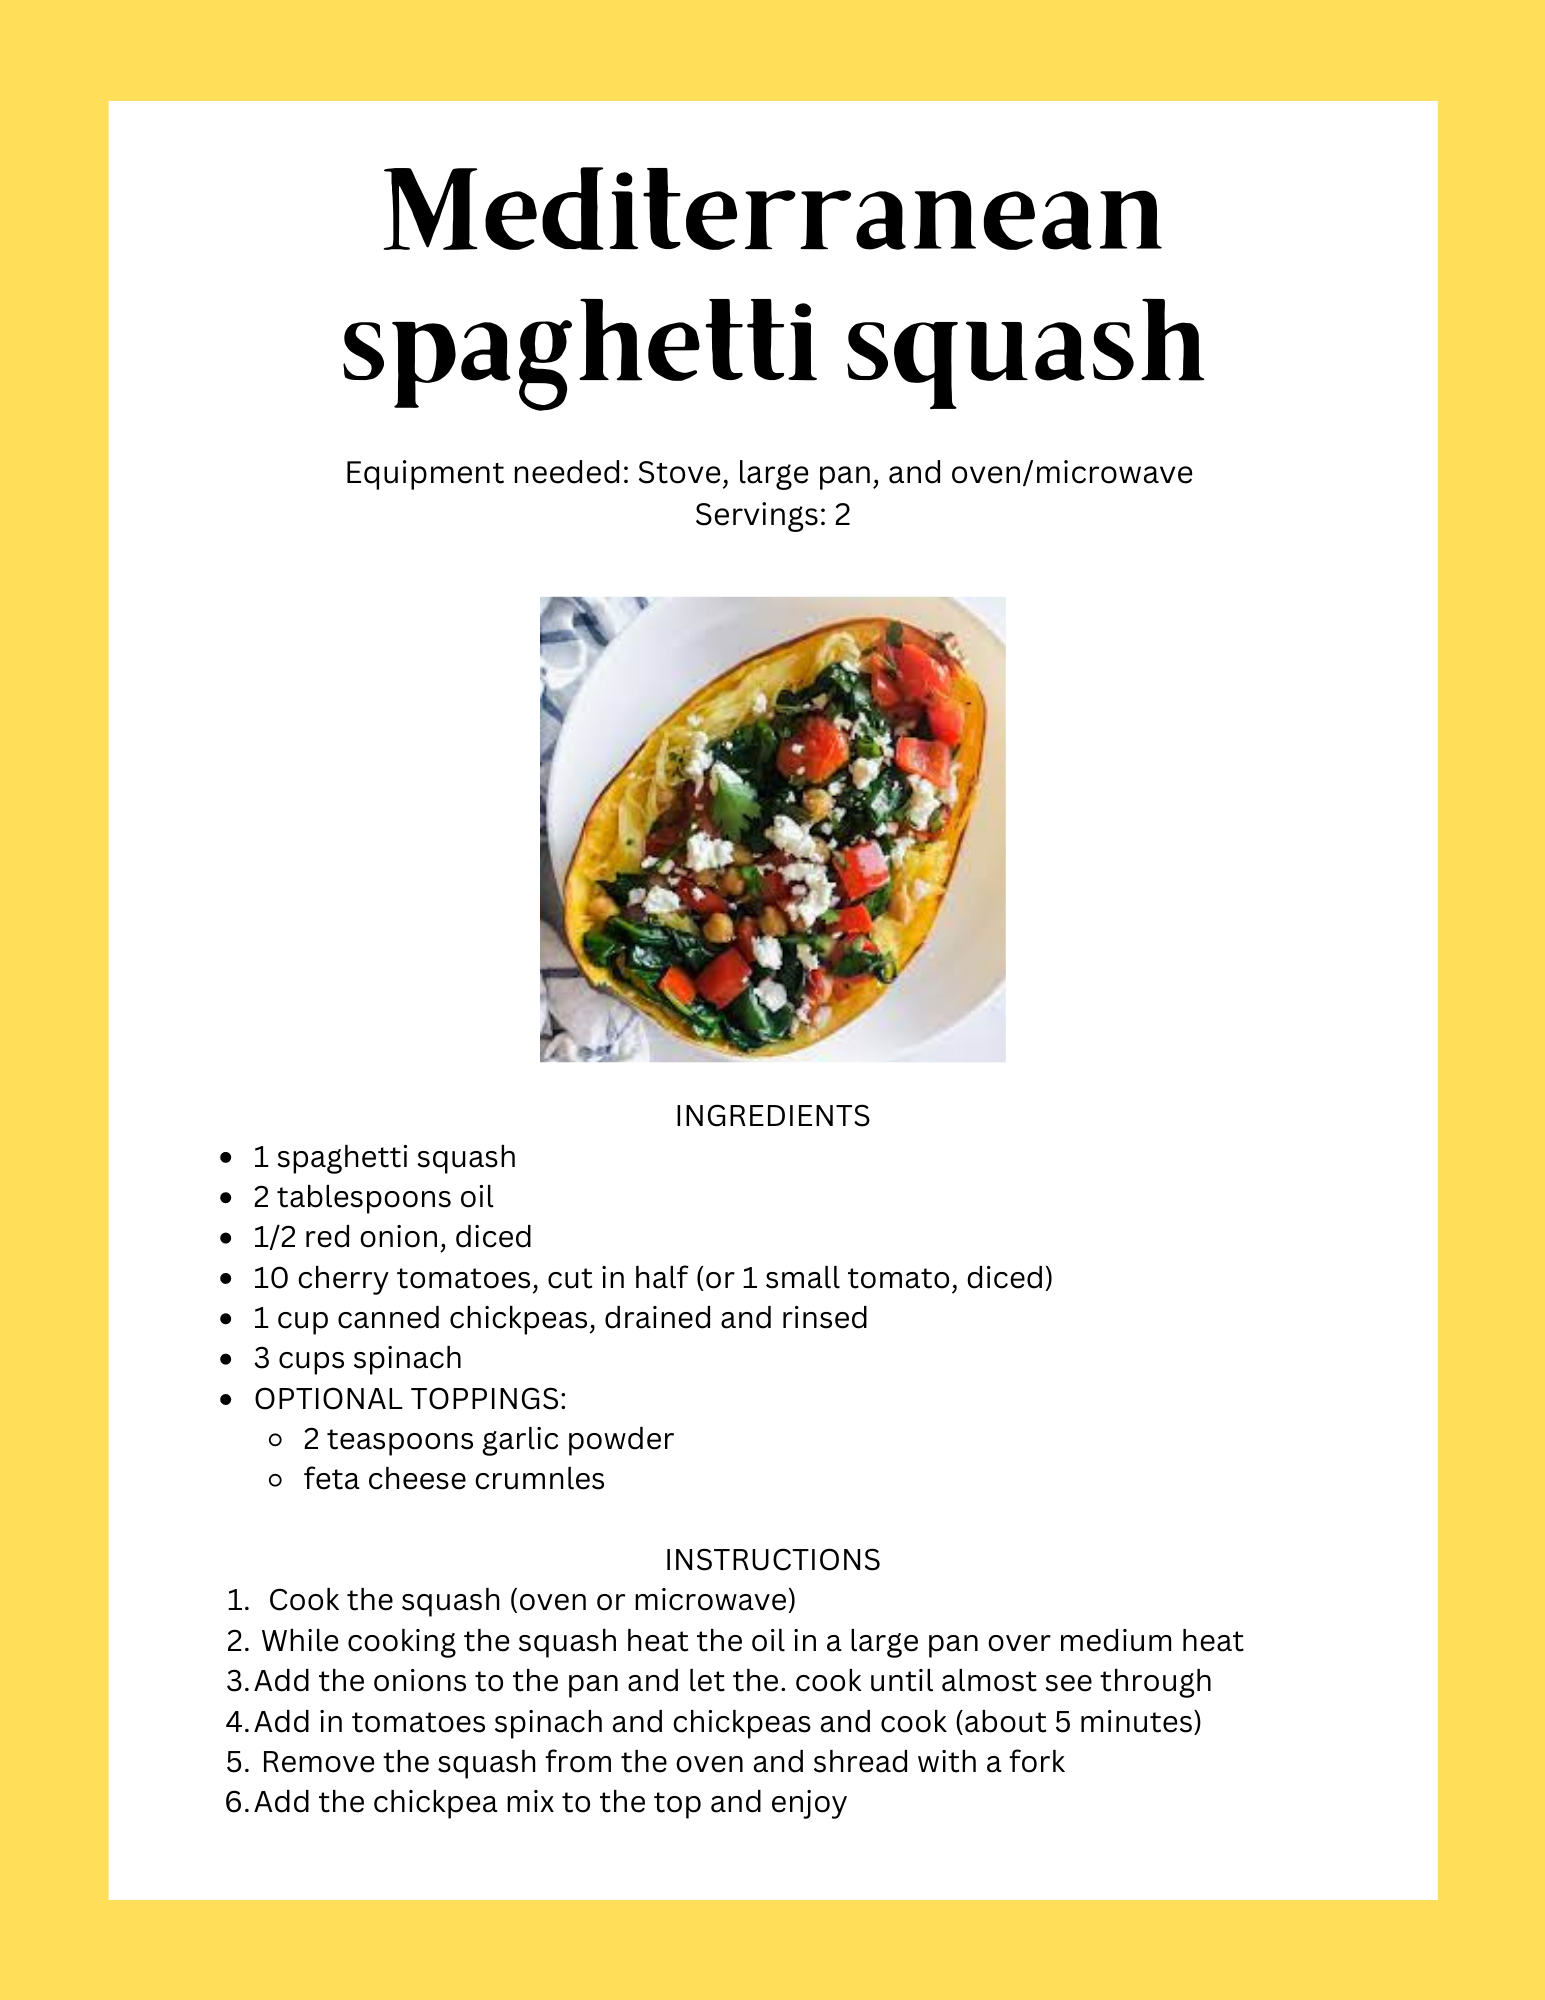 Mediterranean
spaghetti squash
Equipment needed: Stove, large pan, and oven/microwave
Servings: 2
INGREDIENTS
• 1 spaghetti squash
• 2 tablespoons oil
• 1/2 red onion, diced
• 10 cherry tomatoes, cut in half (or 1 small tomato, diced)
• 1 cup canned chickpeas, drained and rinsed
• 3 cups spinach
• OPTIONAL TOPPINGS:
◦ 2 teaspoons garlic powder
◦ feta cheese crumnles
INSTRUCTIONS
1. Cook the squash (oven or microwave)
2. While cooking the squash heat the oil in a large pan over medium heat
3. Add the onions to the pan and let the. cook until almost see through
4. Add in tomatoes spinach and chickpeas and cook (about 5 minutes)
5. Remove the squash from the oven and shread with a fork
6. Add the chickpea mix to the top and enjoy